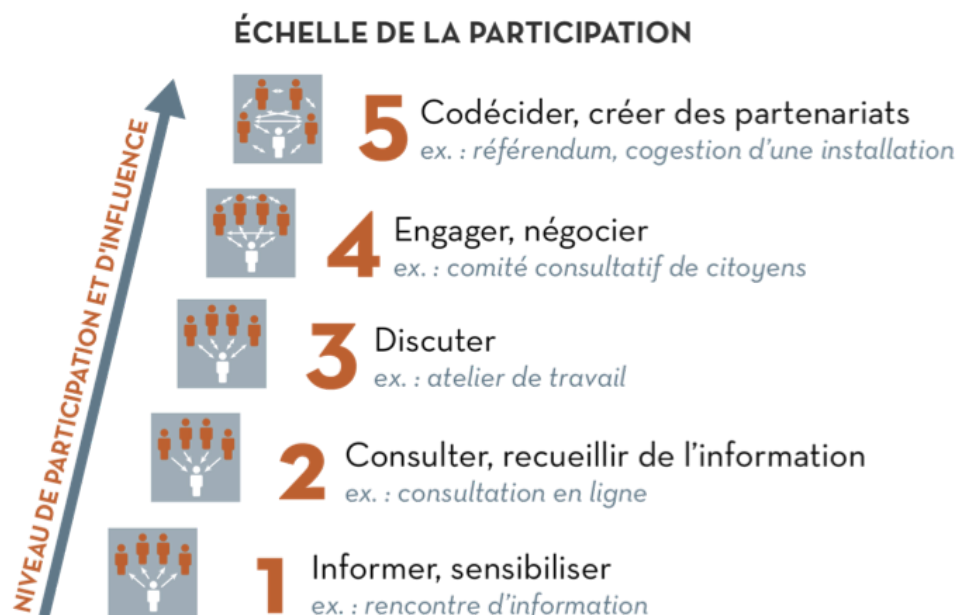 ÉCHELLE DE LA PARTICIPATION
NIVEAU DE PARTICIPATION ET D'INFLUENCE
5 Codécider, créer des partenariats
ex. : référendum, cogestion d'une installation
4 Engager, négocier
ex. : comité consultatif de citoyens
3 Discuter
ex. : atelier de travail
2 Consulter, recueillir de l'information
ex. : consultation en ligne
1 Informer, sensibiliser
ex. : rencontre d'information